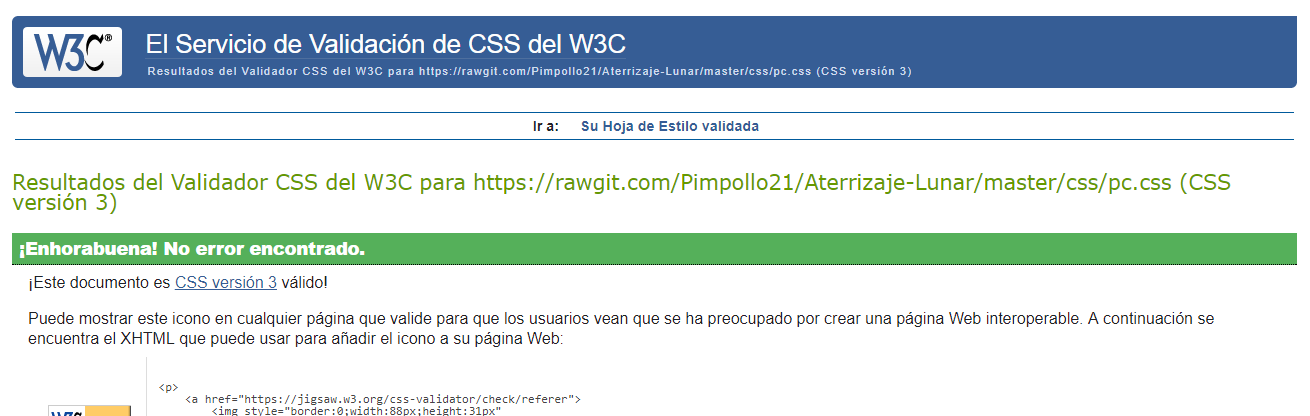 W3C®
El Servicio de Validación de CSS del W3C
Resultados del Validador CSS del W3C para https://rawgit.com/Pimpollo21/Aterrizaje-Lunar/master/css/pc.css (CSS versión 3)
Ir a: Su Hoja de Estilo validada
Resultados del Validador CSS del W3C para https://rawgit.com/Pimpollo21/Aterrizaje-Lunar/master/css/pc.css (CSS
versión 3)
¡Enhorabuena! No error encontrado.
¡Este documento es CSS versión 3 válido!
Puede mostrar este icono en cualquier página que valide para que los usuarios vean que se ha preocupado por crear una página Web interoperable. A continuación se
encuentra el XHTML que puede usar para añadir el icono a su página Web:
<p>
<a href="https://jigsaw.w3.org/css-validator/check/referer">
<img style="border:0;width:88px;height:31px"
W3C